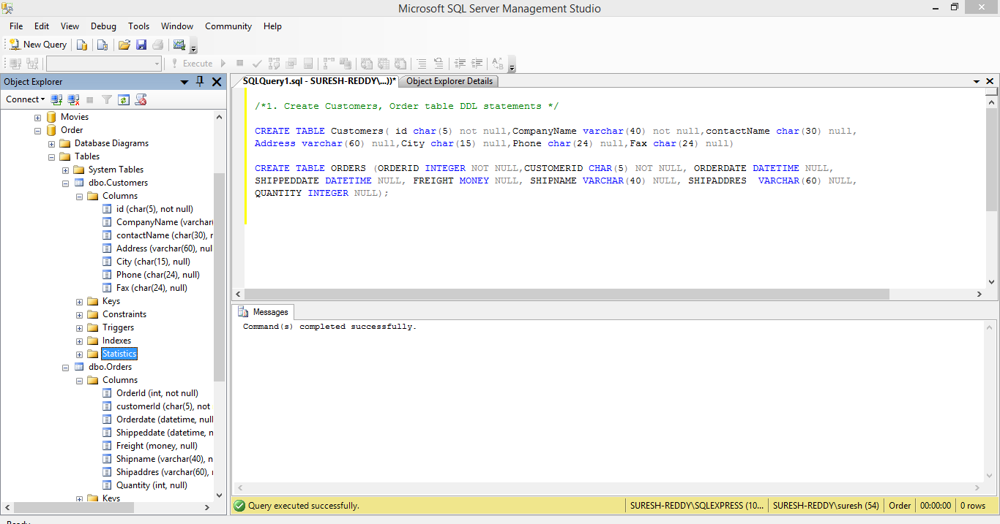 Microsoft SQL Server Management Studio
File Edit View Debug Tools Window Community Help
New Query
Execute
Object Explorer
Connect
Movies
Order
Database Diagrams
Tables
System Tables
dbo.Customers
Columns
id (char(5), not null)
CompanyName (varchar(
contactName (char(30), n
Address (varchar(60), nul
City (char(15), null)
Phone (char(24), null)
Fax (char(24), null)
Keys
Constraints
Triggers
Indexes
Statistics
dbo.Orders
Columns
OrderId (int, not null)
customerId (char(5), not
Orderdate (datetime, null
Shippeddate (datetime, n
Freight (money, null)
Shipname (varchar(40), n
Shipaddres (varchar(60),
Quantity (int, null)
Keys
SQLQuery1.sql - SURESH-REDDY\...))* Object Explorer Details
/*1. Create Customers, Order table DDL statements */
CREATE TABLE Customers( id char(5) not null,CompanyName varchar(40) not null,contactName char(30) null,
Address varchar(60) null,City char(15) null,Phone char(24) null,Fax char(24) null)
CREATE TABLE ORDERS (ORDERID INTEGER NOT NULL,CUSTOMERID CHAR(5) NOT NULL, ORDERDATE DATETIME NULL,
SHIPPEDDATE DATETIME NULL, FREIGHT MONEY NULL, SHIPNAME VARCHAR(40) NULL, SHIPADDRES VARCHAR(60) NULL,
QUANTITY INTEGER NULL);
Messages
Command(s) completed successfully.
Query executed successfully. SURESH-REDDY\SQLEXPRESS (10... SURESH-REDDY\suresh (54) Order 00:00:00 0 rows
Ready